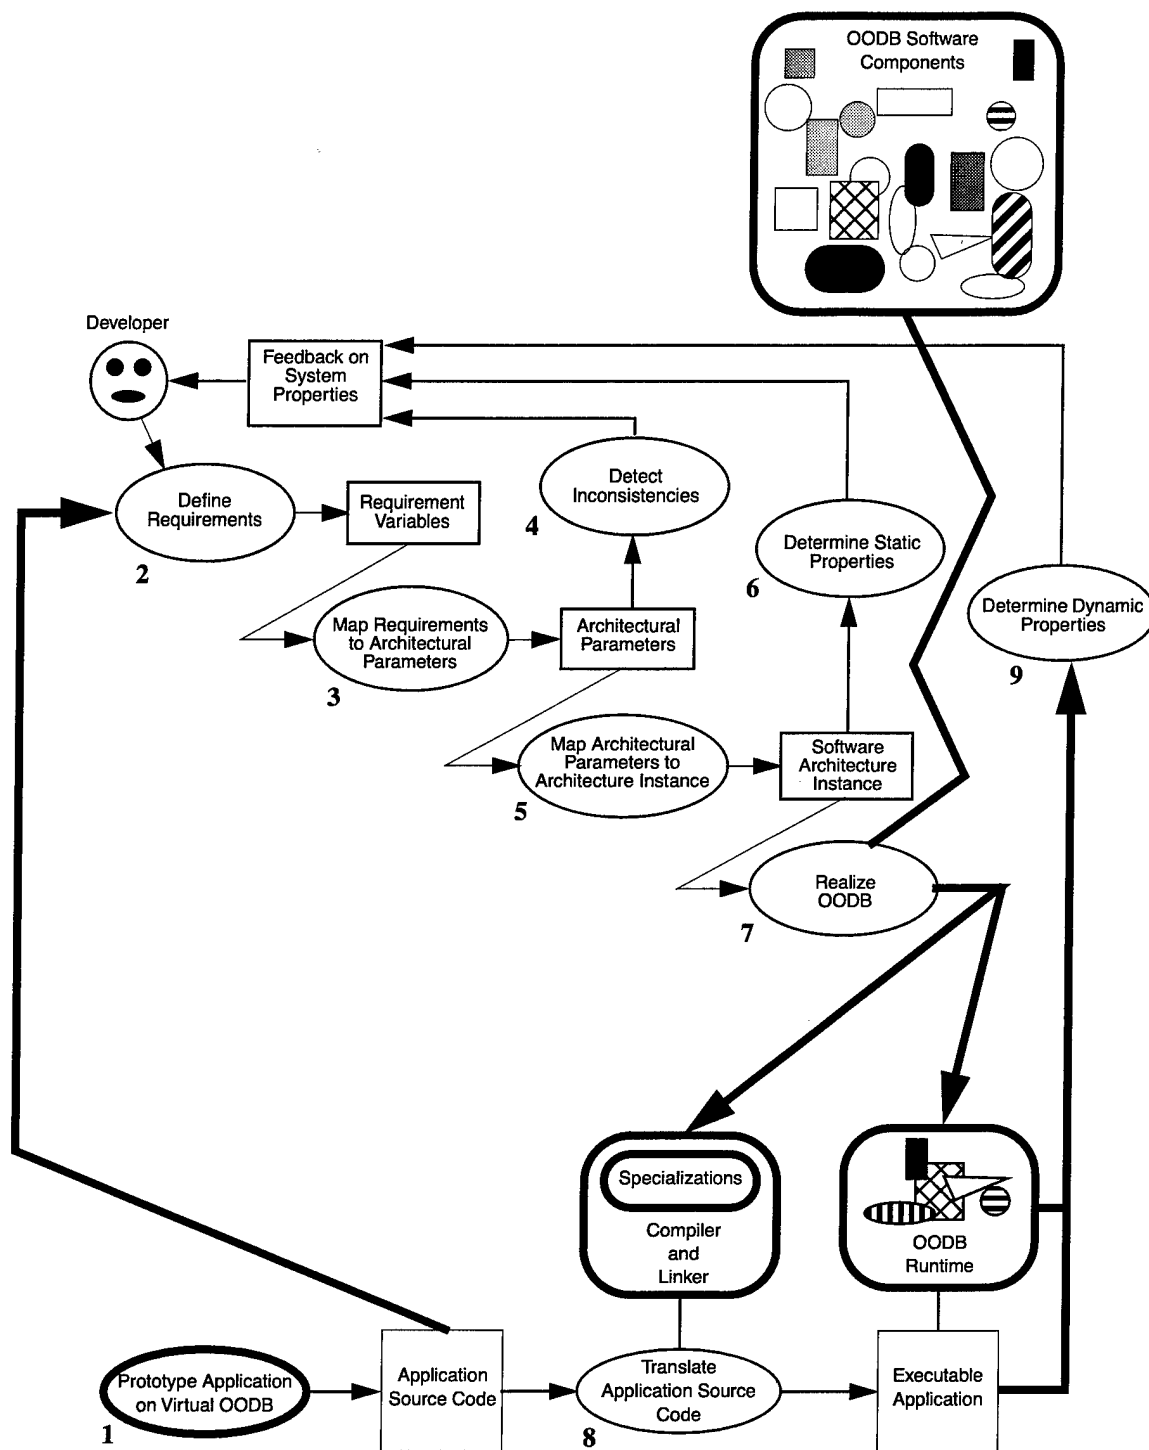 OODB Software
Components
Developer
Feedback on
System
Properties
Define
Requirements
2
Requirement
Variables
Detect
Inconsistencies
4
Determine Static
Properties
6
Determine Dynamic
Properties
9
Map Requirements
to Architectural
Parameters
3
Architectural
Parameters
Map Architectural
Parameters to
Architecture Instance
5
Software
Architecture
Instance
Realize
OODB
7
Specializations
Compiler
and
Linker
OODB
Runtime
Prototype Application
on Virtual OODB
1
Application
Source Code
Translate
Application Source
Code
8
Executable
Application